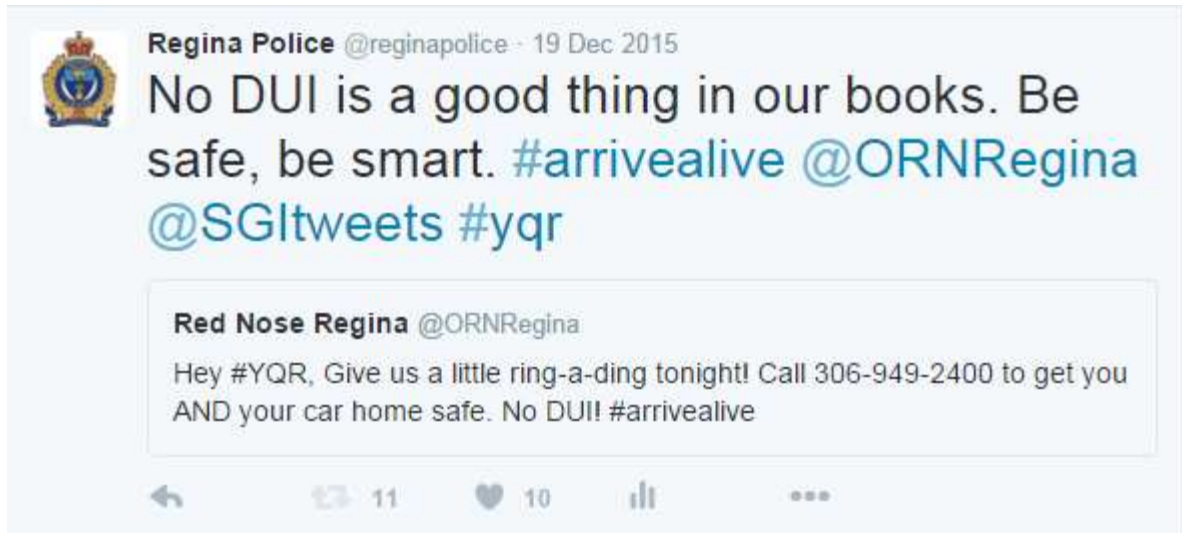 Regina Police @reginapolice · 19 Dec 2015
No DUI is a good thing in our books. Be
safe, be smart. #arrivealive @ORNRegina
@SGItweets #yqr
Red Nose Regina @ORNRegina
Hey #YQR, Give us a little ring-a-ding tonight! Call 306-949-2400 to get you
AND your car home safe. No DUI! #arrivealive
11 10